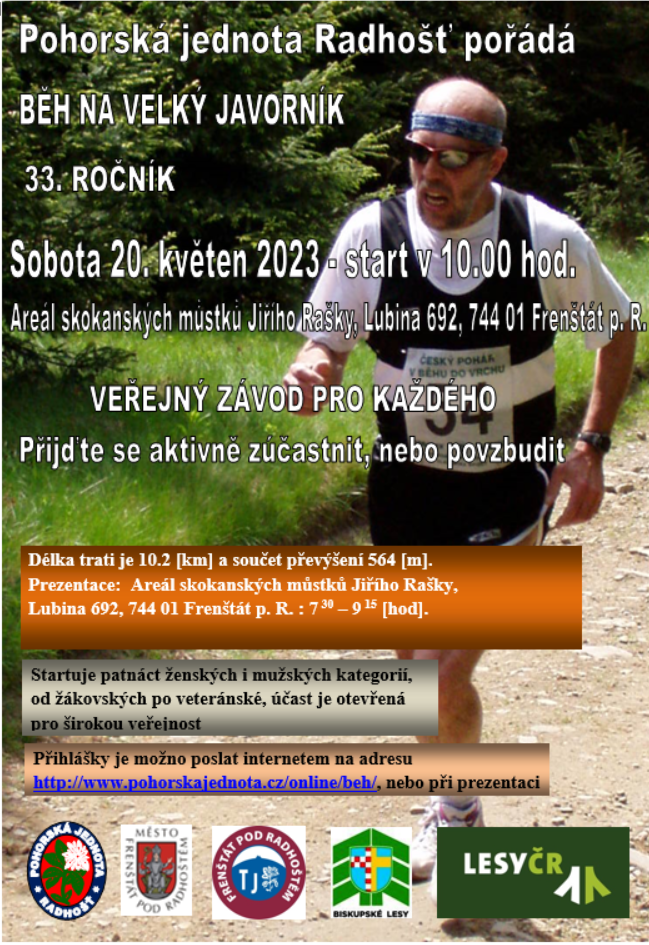 Pohorská jednota Radhošť pořádá
BĚH NA VELKÝ JAVORNÍK
33. ROČNÍK
Sobota 20. květen 2023 - start v 10.00 hod.
Areál skokanských můstků Jiřího Rašky, Lubina 692, 744 01 Frenštát p. R.
ČESKÝ POHÁR
V BĚHU DO VRCHU
34
VEŘEJNÝ ZÁVOD PRO KAŽDÉHO
Přijďte se aktivně zúčastnit, nebo povzbudit
Délka trati je 10.2 [km] a součet převýšení 564 [m].
Prezentace: Areál skokanských můstků Jiřího Rašky,
Lubina 692, 744 01 Frenštát p. R. : 7 30 – 9 15 [hod].
Startuje patnáct ženských i mužských kategorií,
od žákovských po veteránské, účast je otevřená
pro širokou veřejnost
Přihlášky je možno poslat internetem na adresu
http://www.pohorskajednota.cz/online/beh/, nebo při prezentaci
POHORSKÁ JEDNOTA
RADHOŠŤ
MĚSTO
FRENŠTÁT
POD RADHOŠTĚM
FRENŠTÁT POD RADHOŠTĚM
TJ
BISKUPSKÉ LESY
LESY ČR